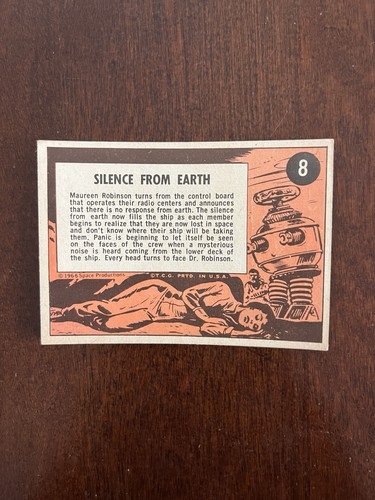 8
SILENCE FROM EARTH
Maureen Robinson turns from the control board
that operates their radio centers and announces
that there is no response from earth. The silence
from earth now fills the ship as each member
begins to realize that they are now lost in space
and don't know where their ship will be taking
them. Panic is beginning to let itself be seen
on the faces of the crew when a mysterious
noise is heard coming from the lower deck of
the ship. Every head turns to face Dr. Robinson.
© 1966 Space Productions
©T.C.G. PRTD. IN U.S.A.